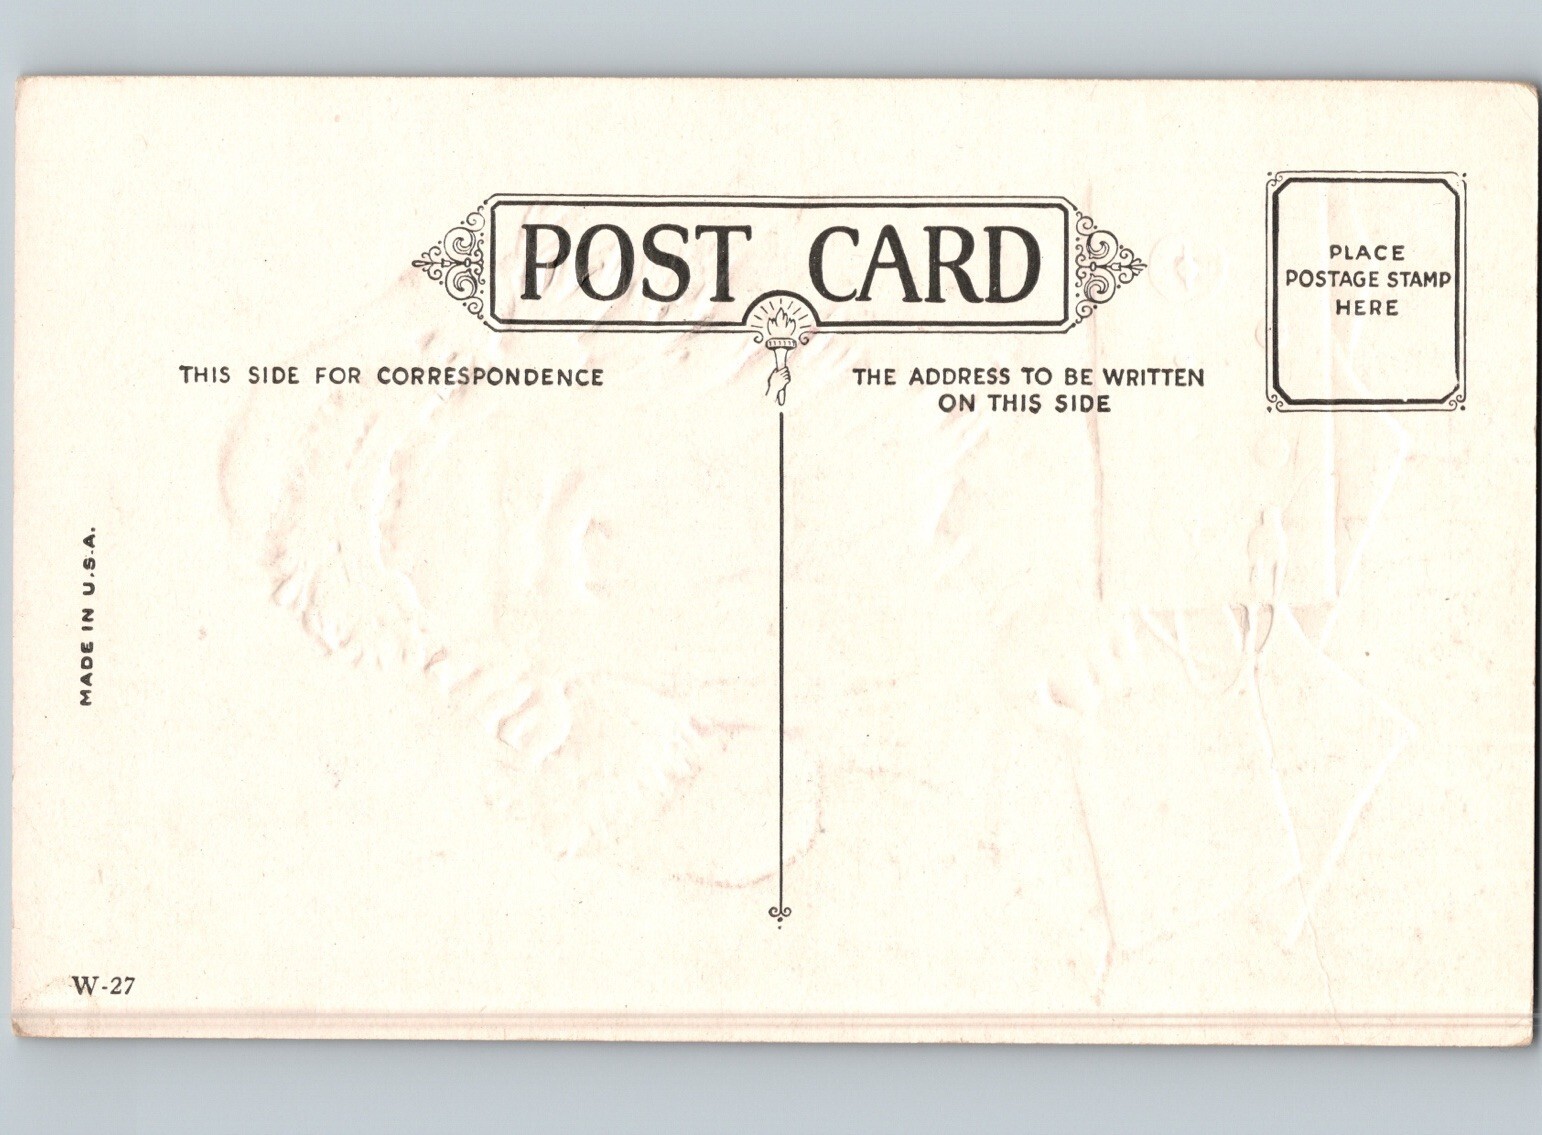 POST CARD
PLACE
POSTAGE STAMP
HERE
THIS SIDE FOR CORRESPONDENCE
THE ADDRESS TO BE WRITTEN
ON THIS SIDE
MADE IN U.S.A.
W-27